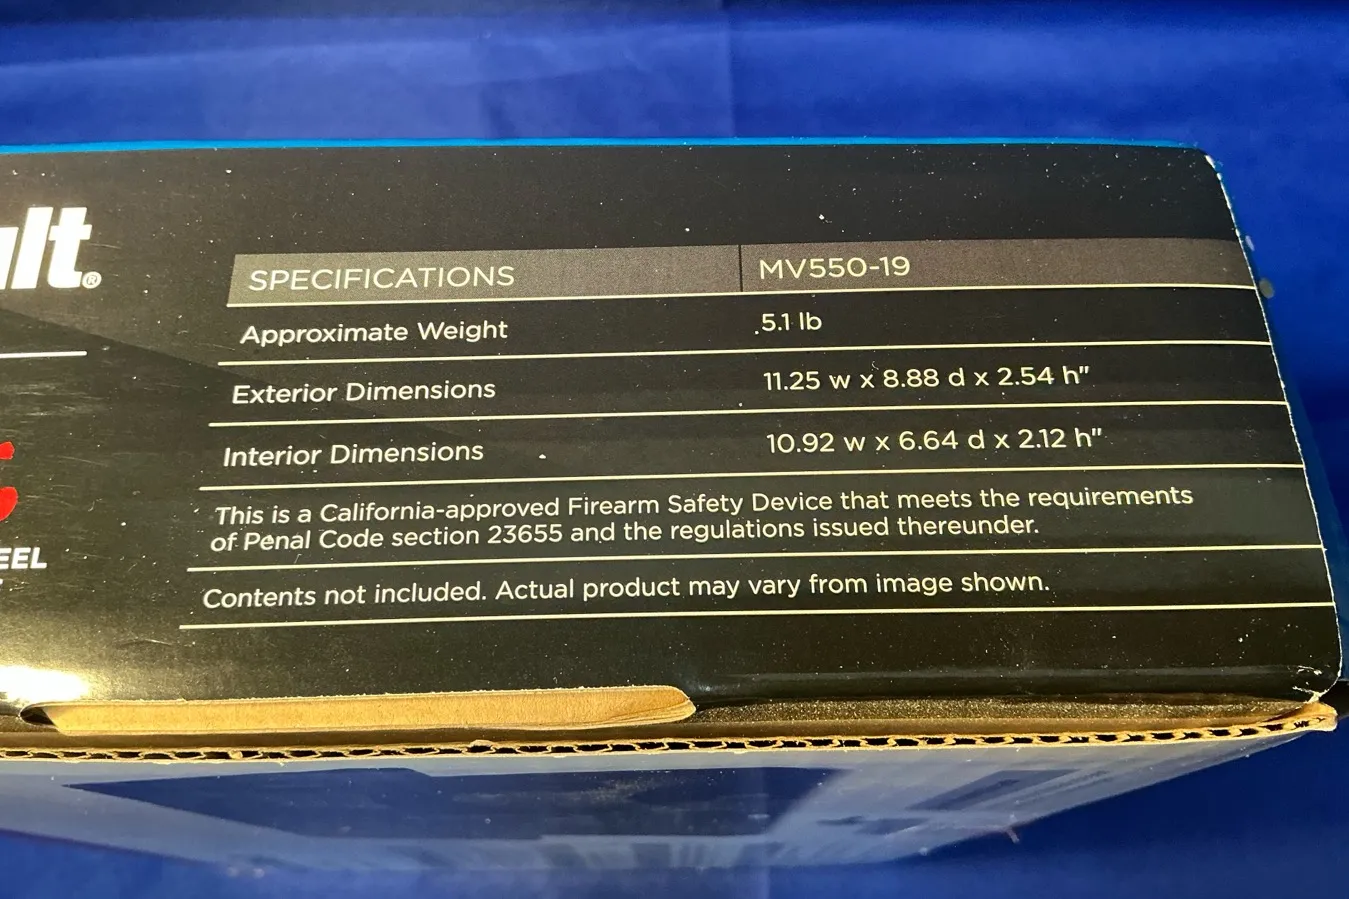 lt®
SPECIFICATIONS MV550-19
Approximate Weight 5.1 lb
Exterior Dimensions 11.25 w x 8.88 d x 2.54 h"
Interior Dimensions 10.92 w x 6.64 d x 2.12 h"
This is a California-approved Firearm Safety Device that meets the requirements
of Penal Code section 23655 and the regulations issued thereunder.
EEL
Contents not included. Actual product may vary from image shown.